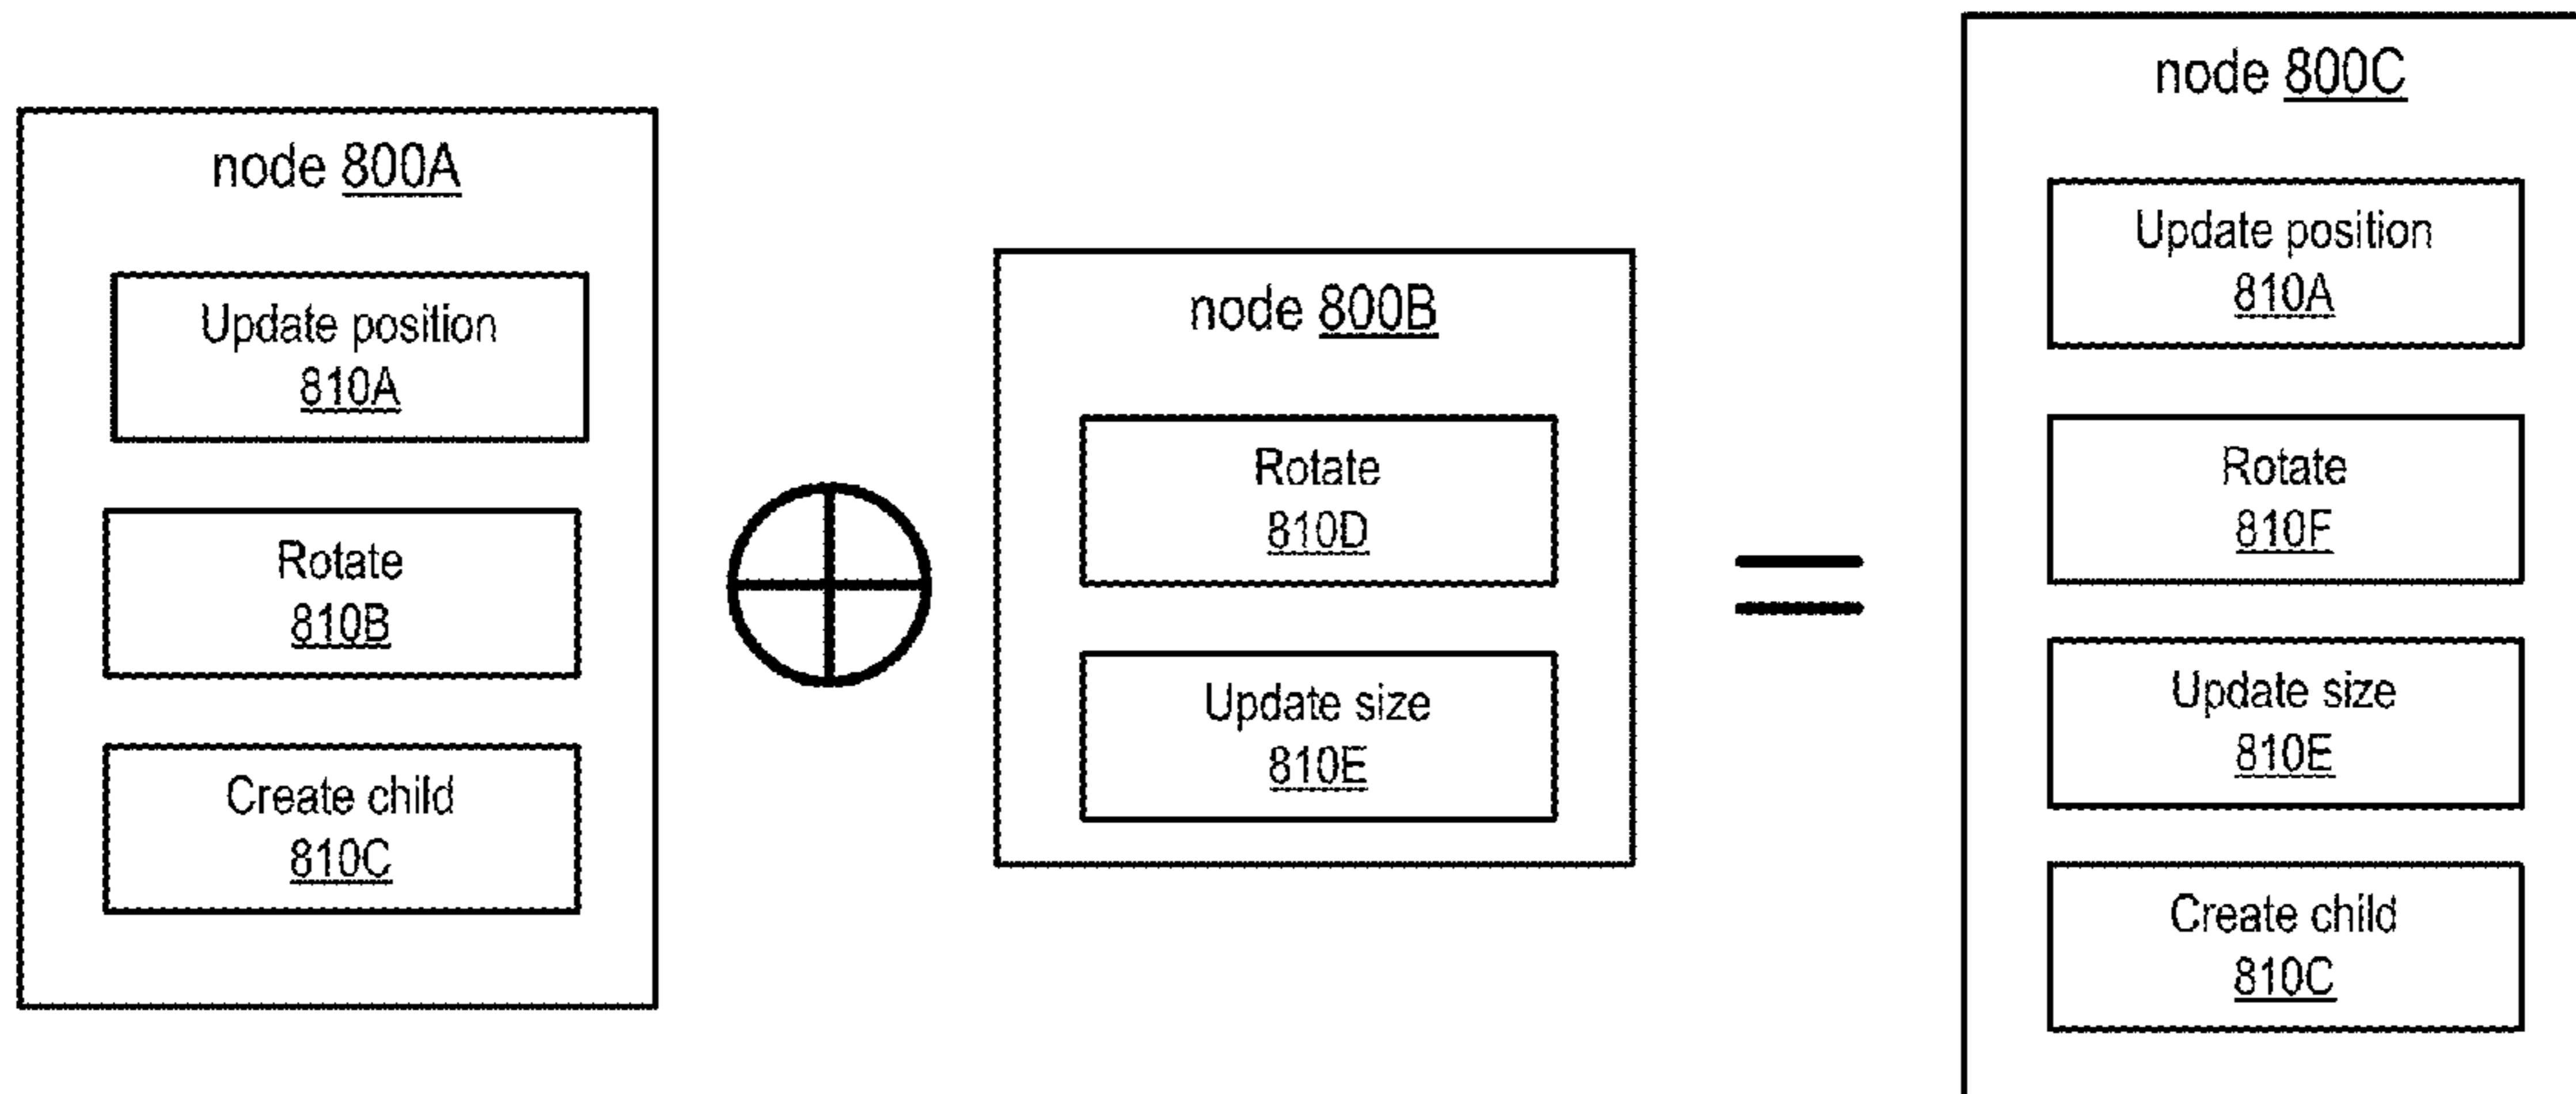 node 800A
Update position
810A
Rotate
810B
Create child
810C
node 800B
Rotate
810D
Update size
810E
node 800C
Update position
810A
Rotate
810F
Update size
810E
Create child
810C